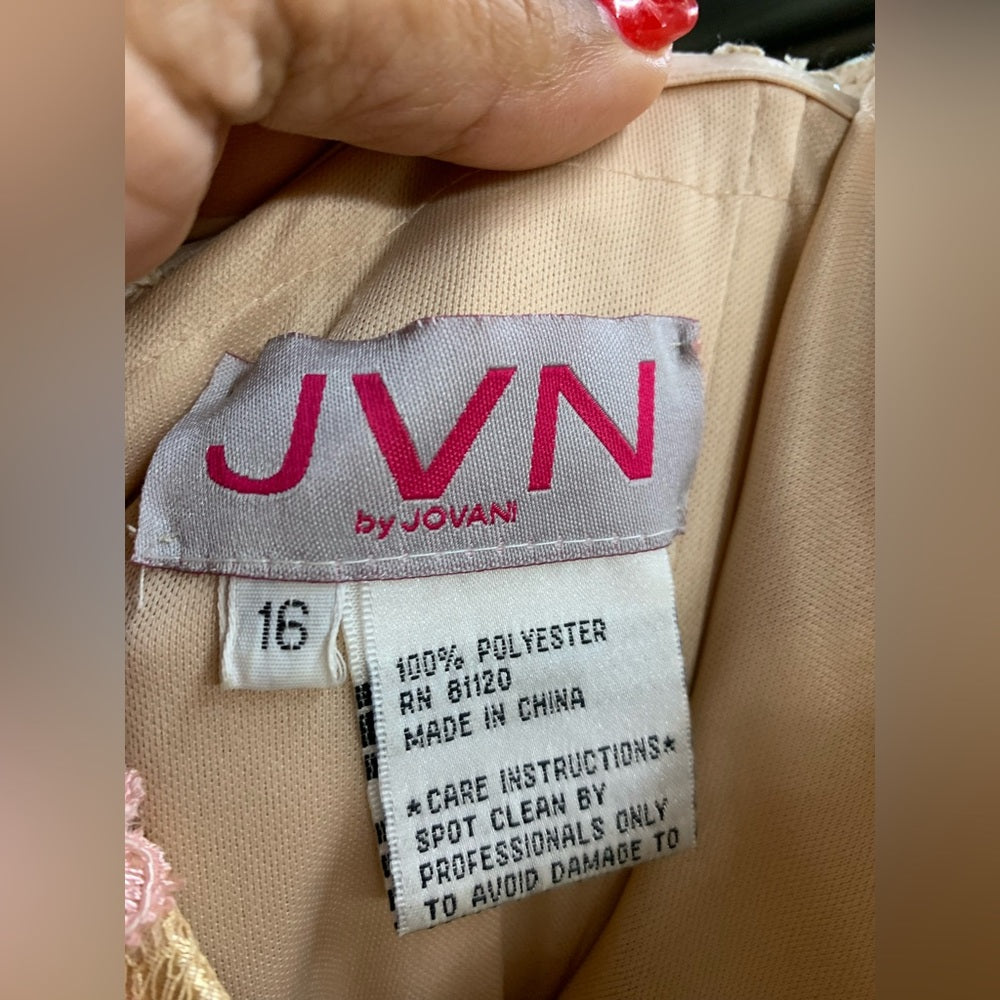 JVN
by JOVANI
16
100% POLYESTER
RN 81120
MADE IN CHINA
*CARE INSTRUCTIONS*
SPOT CLEAN BY
PROFESSIONALS ONLY
TO AVOID DAMAGE TO